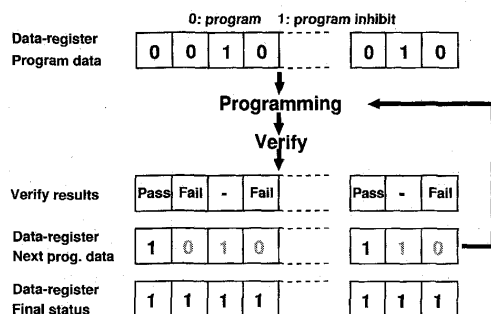 0: program 1: program inhibit
Data-register
Program data
0 0 1 0 0 1 0
Programming
Verify
Verify results
Pass Fail - Fail Pass - Fail
Data-register
Next prog. data
1 0 1 0 1 1 0
Data-register
Final status
1 1 1 1 1 1 1